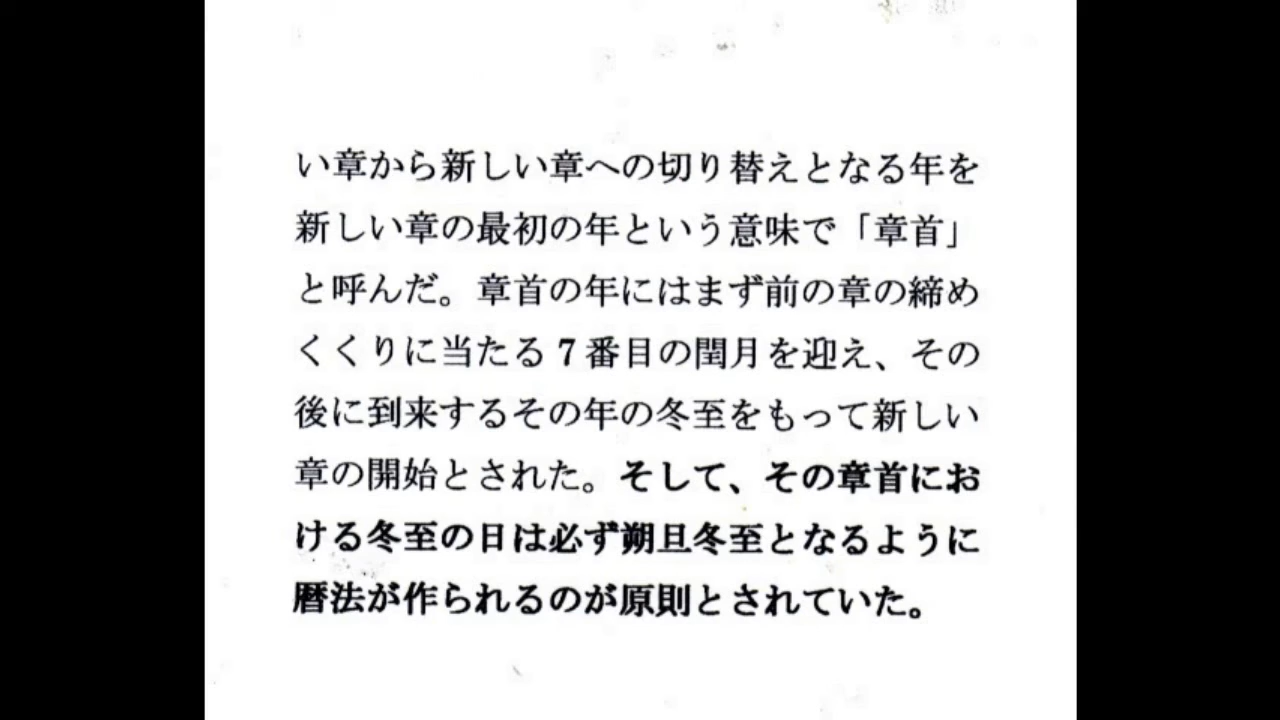 い章から新しい章への切り替えとなる年を
新しい章の最初の年という意味で「章首」
と呼んだ。章首の年にはまず前の章の締め
くくりに当たる7番目の閏月を迎え、その
後に到来するその年の冬至をもって新しい
章の開始とされた。そして、その章首にお
ける冬至の日は必ず朔旦冬至となるように
暦法が作られるのが原則とされていた。